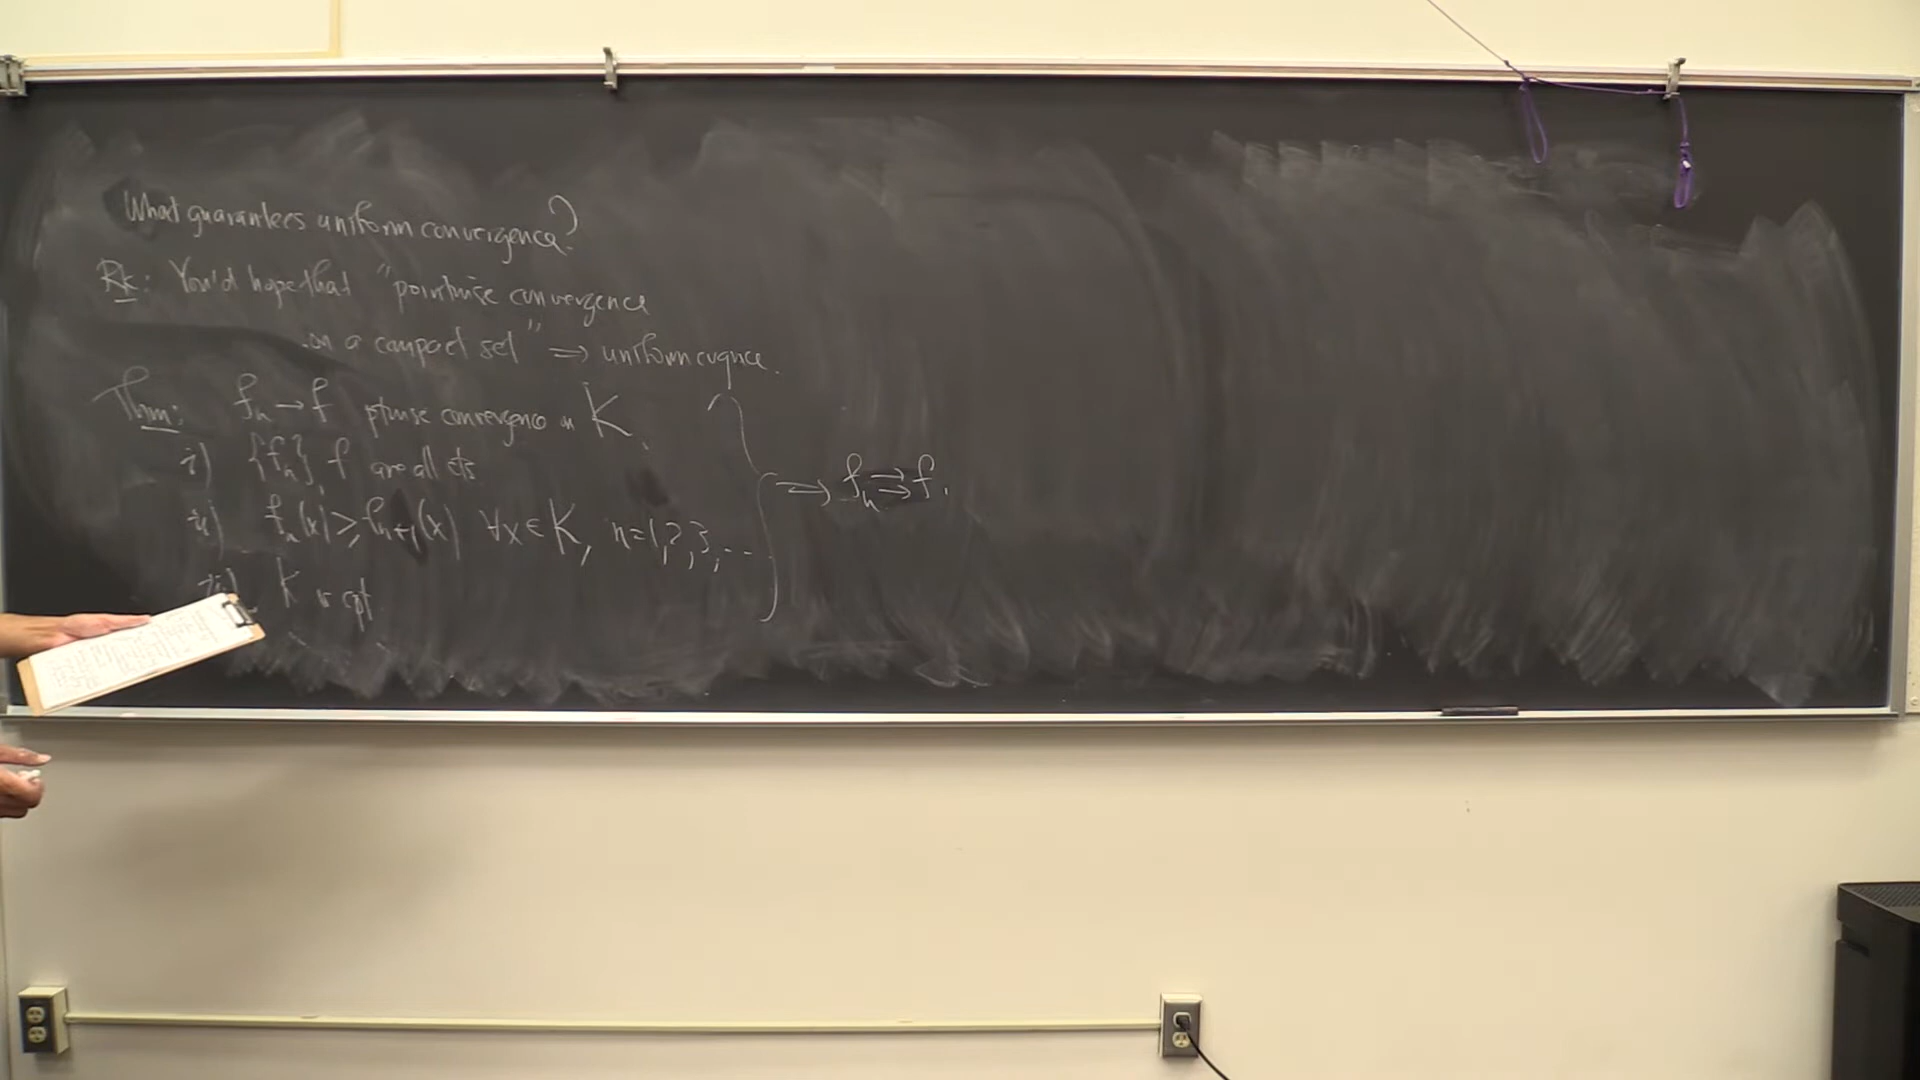 What guarantees uniform convergence?
Rk: You'd hope that "pointwise convergence
on a compact set" ⇒ uniform cvgnce.
Thm: fₙ → f ptwise convergence on K.
i) {fₙ}, f are all cts.
ii) fₙ(x) ≥ fₙ₊₁(x) ∀x ∈ K, n=1,2,3,...
iii) K is cpt
⇒ fₙ ⇉ f.